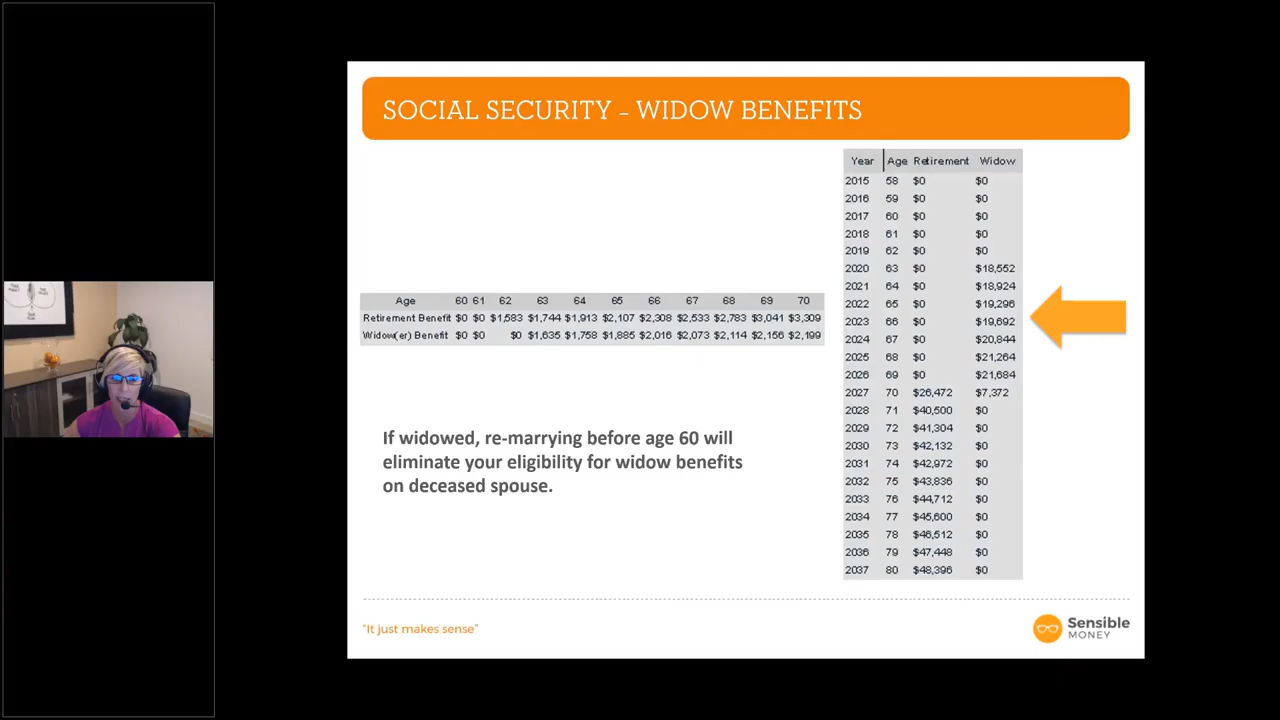 SOCIAL SECURITY – WIDOW BENEFITS
Age 60 61 62 63 64 65 66 67 68 69 70
Retirement Benefit $0 $0 $1,583 $1,744 $1,913 $2,107 $2,308 $2,533 $2,783 $3,041 $3,309
Widow(er) Benefit $0 $0 $0 $1,635 $1,758 $1,885 $2,016 $2,073 $2,114 $2,156 $2,199
If widowed, re-marrying before age 60 will
eliminate your eligibility for widow benefits
on deceased spouse.
Year Age Retirement Widow
2015 58 $0 $0
2016 59 $0 $0
2017 60 $0 $0
2018 61 $0 $0
2019 62 $0 $0
2020 63 $0 $18,552
2021 64 $0 $18,924
2022 65 $0 $19,296
2023 66 $0 $19,692
2024 67 $0 $20,844
2025 68 $0 $21,264
2026 69 $0 $21,684
2027 70 $26,472 $7,372
2028 71 $40,500 $0
2029 72 $41,304 $0
2030 73 $42,132 $0
2031 74 $42,972 $0
2032 75 $43,836 $0
2033 76 $44,712 $0
2034 77 $45,600 $0
2035 78 $46,512 $0
2036 79 $47,448 $0
2037 80 $48,396 $0
"It just makes sense"
Sensible
MONEY